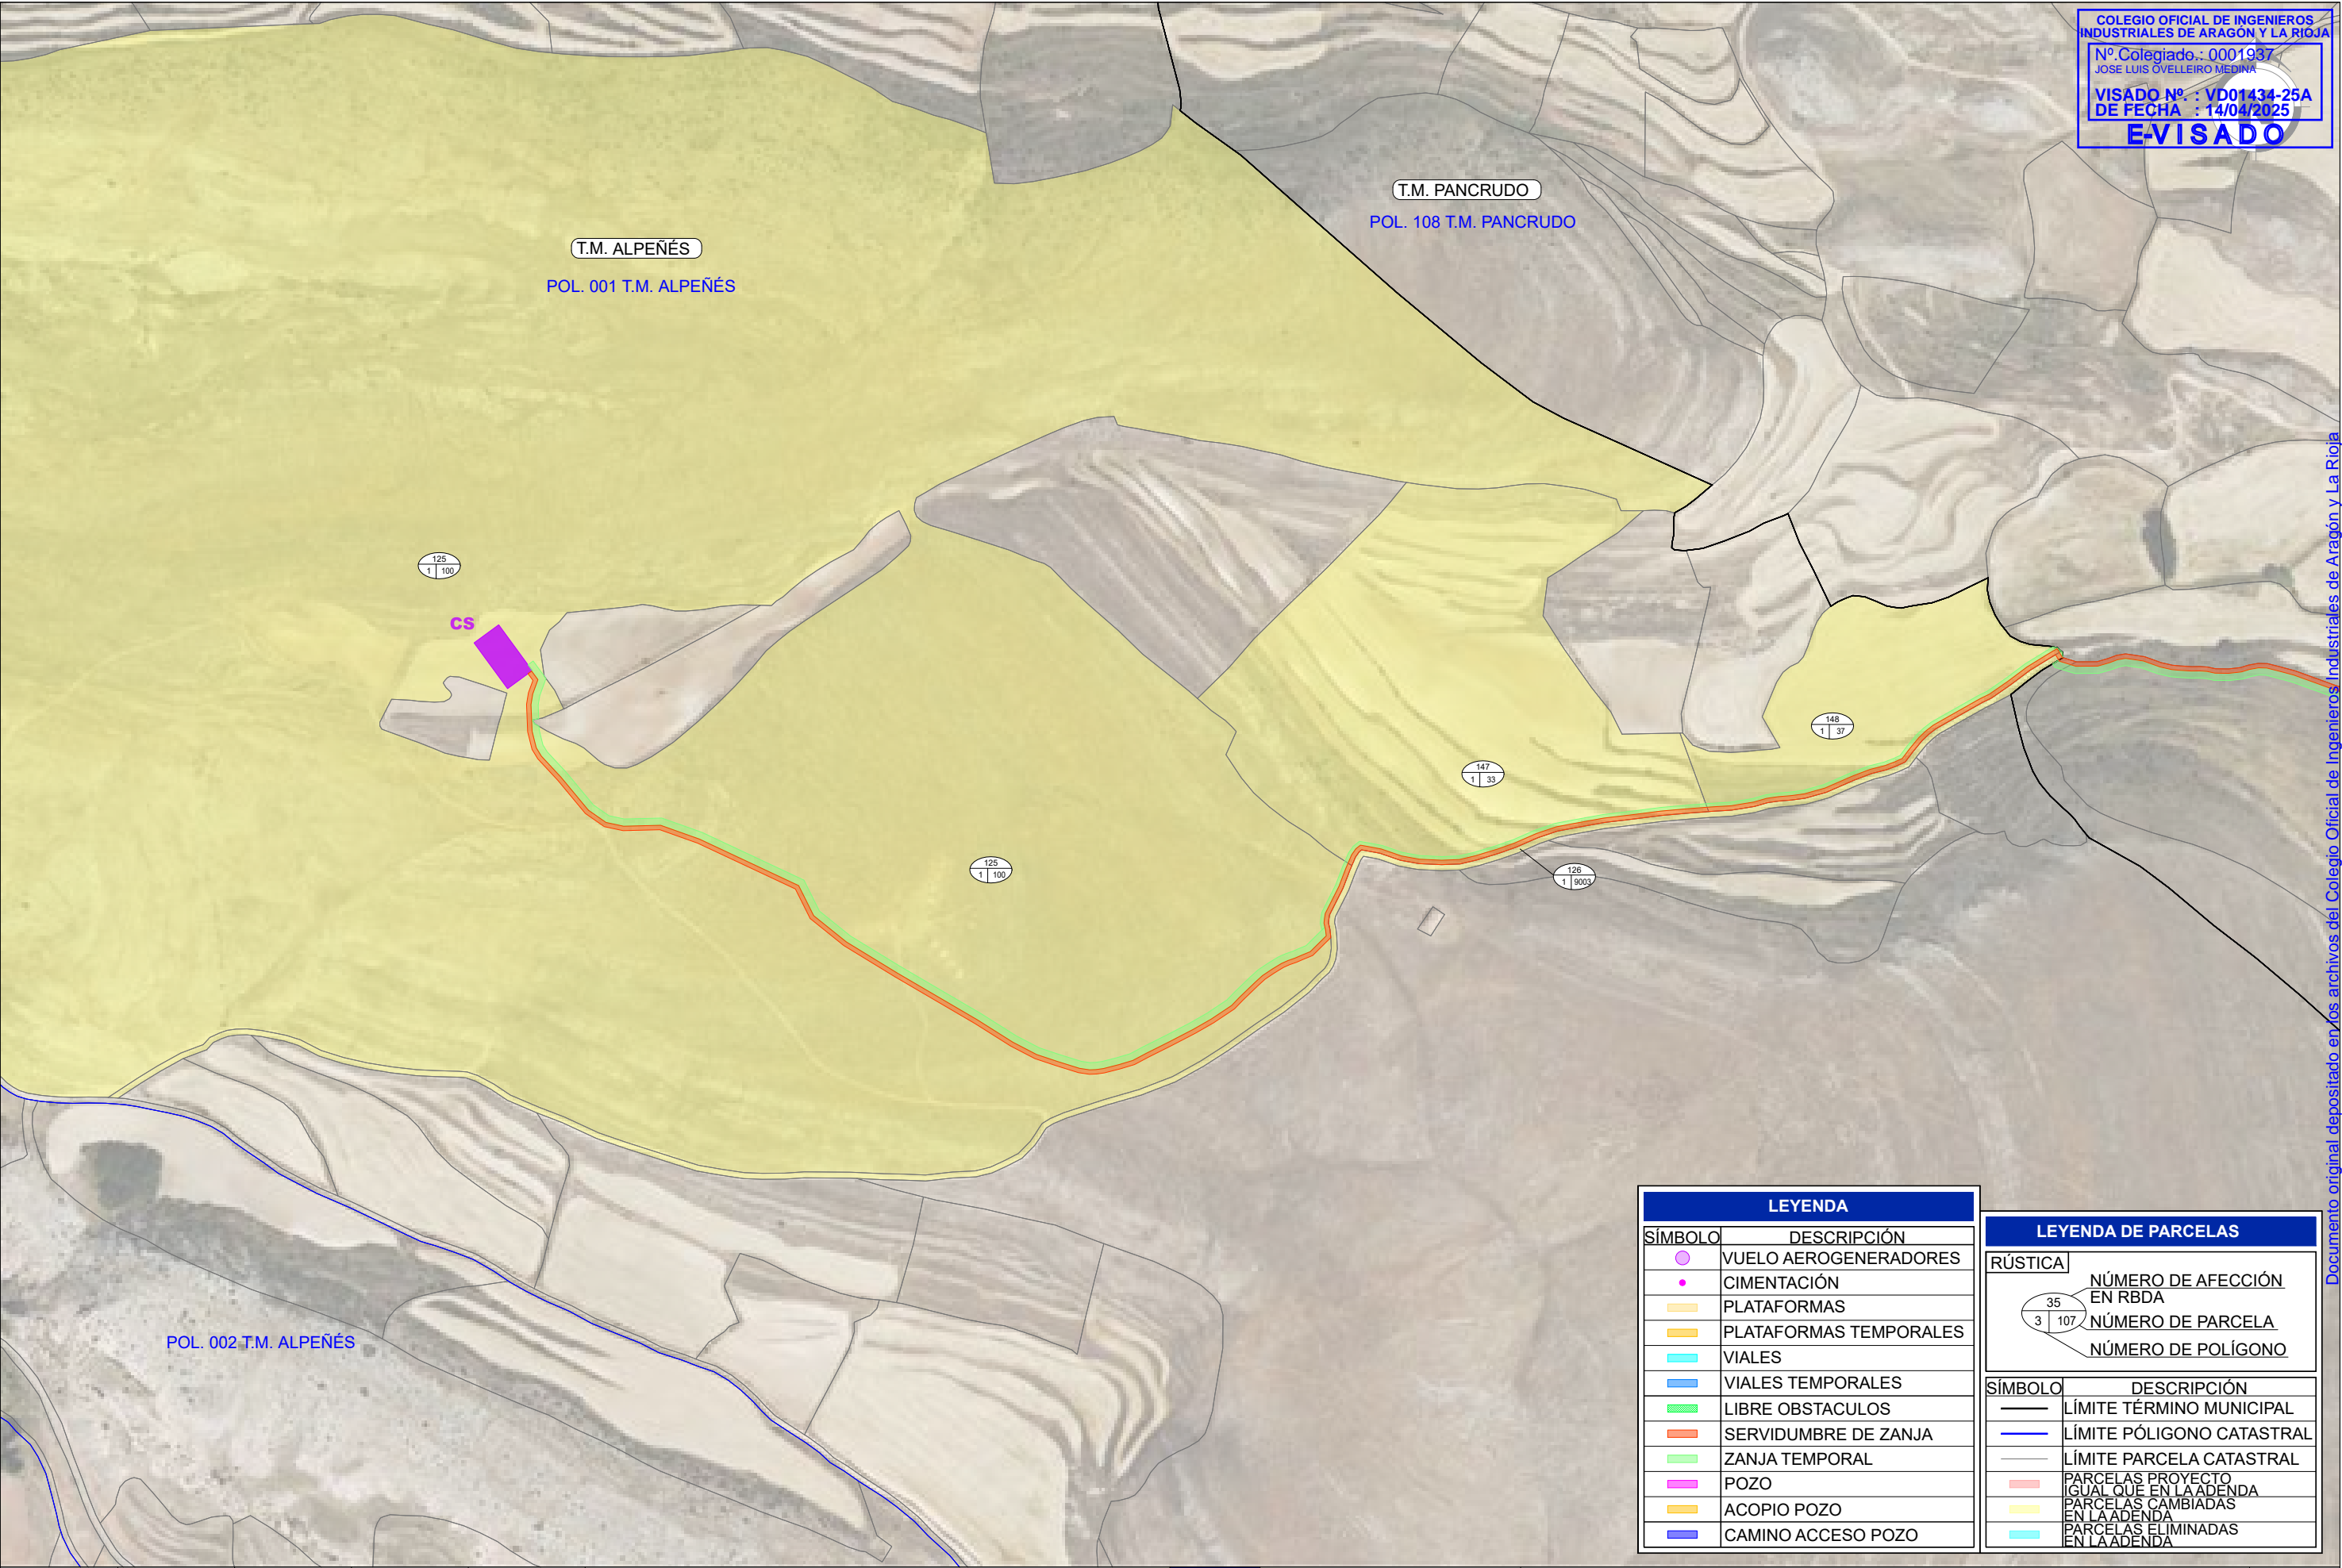 COLEGIO OFICIAL DE INGENIEROS
INDUSTRIALES DE ARAGÓN Y LA RIOJA
Nº.Colegiado.: 0001937
JOSE LUIS OVELLEIRO MEDINA
VISADO Nº. : VD01434-25A
DE FECHA : 14/04/2025
E-VISADO
T.M. PANCRUDO
POL. 108 T.M. PANCRUDO
T.M. ALPEÑÉS
POL. 001 T.M. ALPEÑÉS
125
1 100
CS
148
1 37
147
1 33
125
1 100
126
1 9003
POL. 002 T.M. ALPEÑÉS
Documento original depositado en los archivos del Colegio Oficial de Ingenieros Industriales de Aragón y La Rioja
LEYENDA
SÍMBOLO DESCRIPCIÓN
VUELO AEROGENERADORES
CIMENTACIÓN
PLATAFORMAS
PLATAFORMAS TEMPORALES
VIALES
VIALES TEMPORALES
LIBRE OBSTACULOS
SERVIDUMBRE DE ZANJA
ZANJA TEMPORAL
POZO
ACOPIO POZO
CAMINO ACCESO POZO
LEYENDA DE PARCELAS
RÚSTICA
NÚMERO DE AFECCIÓN
EN RBDA
35
3 107
NÚMERO DE PARCELA
NÚMERO DE POLÍGONO
SÍMBOLO DESCRIPCIÓN
LÍMITE TÉRMINO MUNICIPAL
LÍMITE PÓLIGONO CATASTRAL
LÍMITE PARCELA CATASTRAL
PARCELAS PROYECTO
IGUAL QUE EN LA ADENDA
PARCELAS CAMBIADAS
EN LA ADENDA
PARCELAS ELIMINADAS
EN LA ADENDA